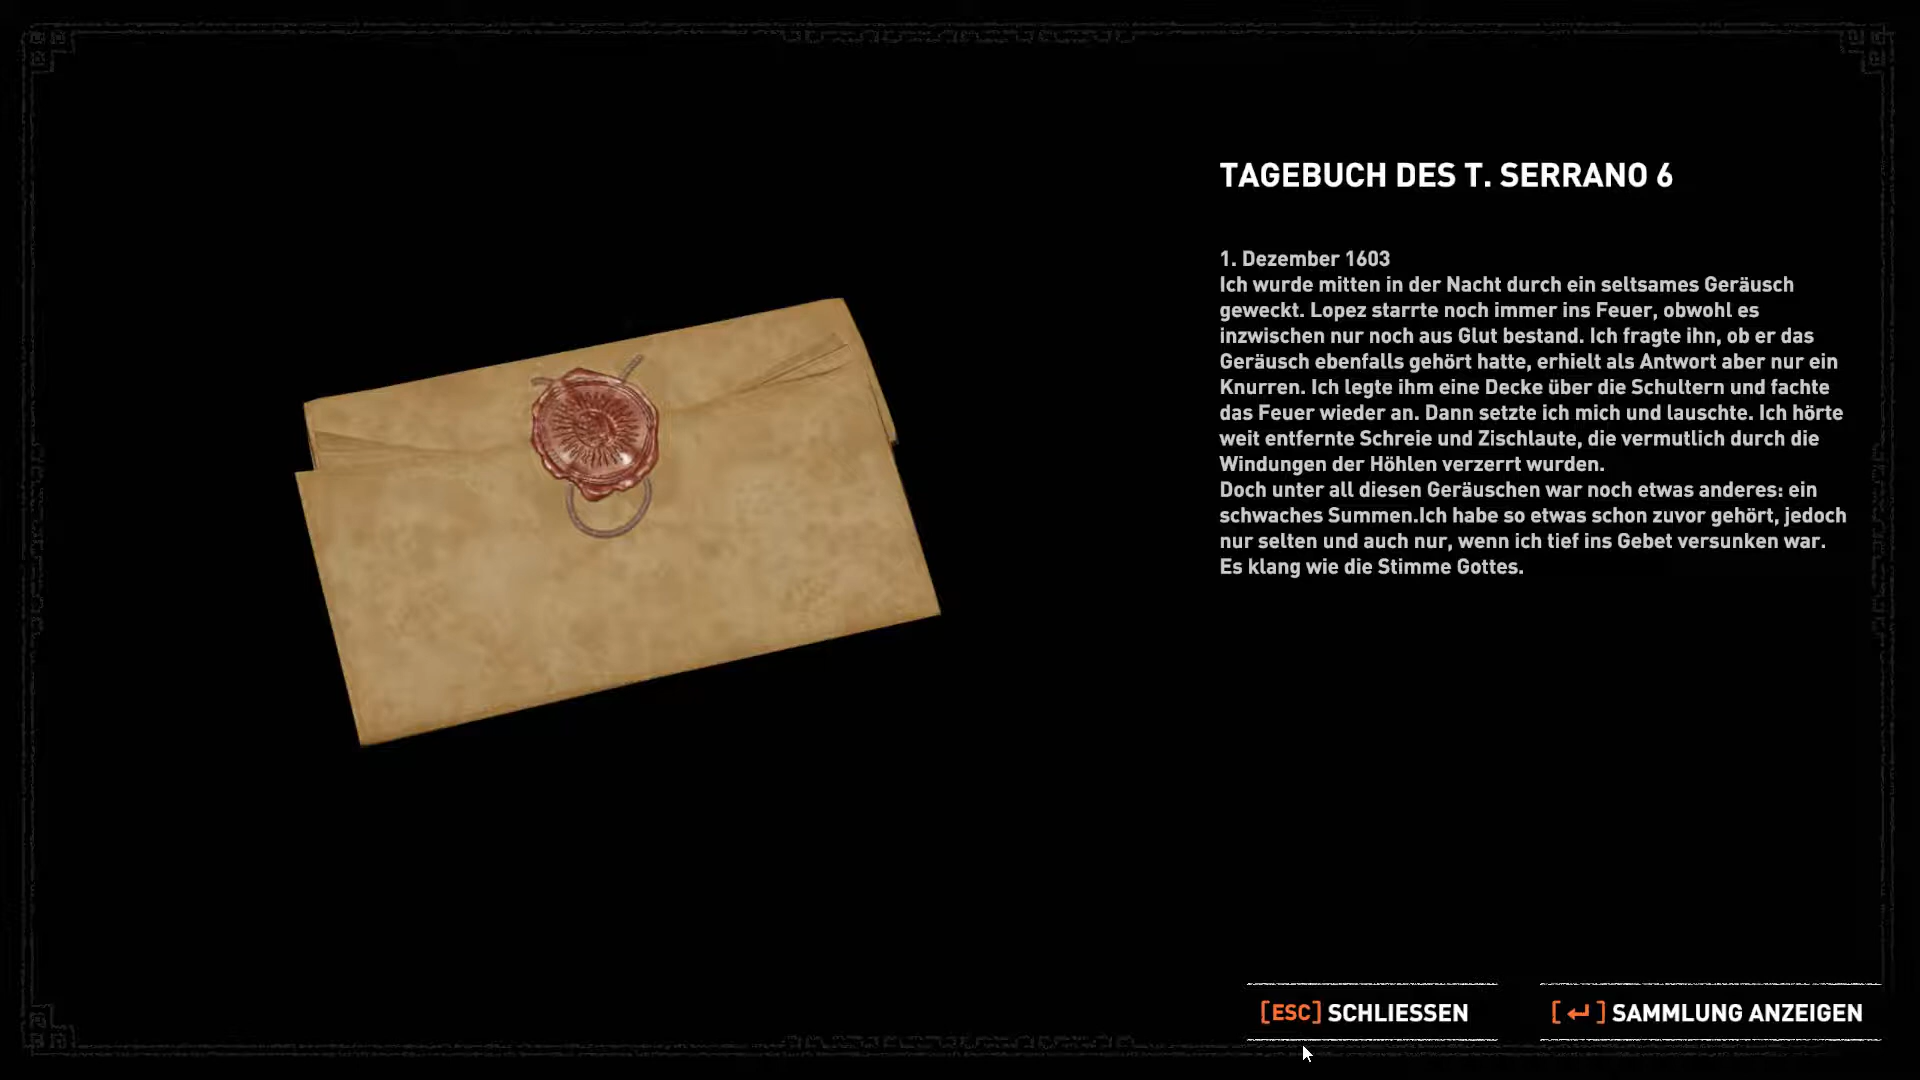 TAGEBUCH DES T. SERRANO 6
1. Dezember 1603
Ich wurde mitten in der Nacht durch ein seltsames Geräusch
geweckt. Lopez starrte noch immer ins Feuer, obwohl es
inzwischen nur noch aus Glut bestand. Ich fragte ihn, ob er das
Geräusch ebenfalls gehört hatte, erhielt als Antwort aber nur ein
Knurren. Ich legte ihm eine Decke über die Schultern und fachte
das Feuer wieder an. Dann setzte ich mich und lauschte. Ich hörte
weit entfernte Schreie und Zischlaute, die vermutlich durch die
Windungen der Höhlen verzerrt wurden.
Doch unter all diesen Geräuschen war noch etwas anderes: ein
schwaches Summen.Ich habe so etwas schon zuvor gehört, jedoch
nur selten und auch nur, wenn ich tief ins Gebet versunken war.
Es klang wie die Stimme Gottes.
[ESC] SCHLIESSEN
[↵] SAMMLUNG ANZEIGEN